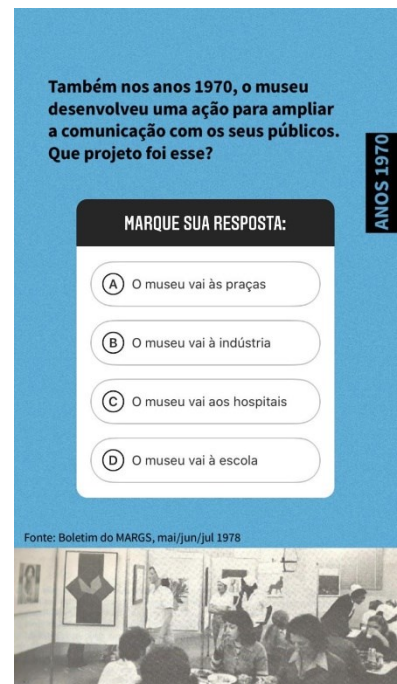 Também nos anos 1970, o museu
desenvolveu uma ação para ampliar
a comunicação com os seus públicos.
Que projeto foi esse?
ANOS 1970
MARQUE SUA RESPOSTA:
A O museu vai às praças
B O museu vai à indústria
C O museu vai aos hospitais
D O museu vai à escola
Fonte: Boletim do MARGS, mai/jun/jul 1978